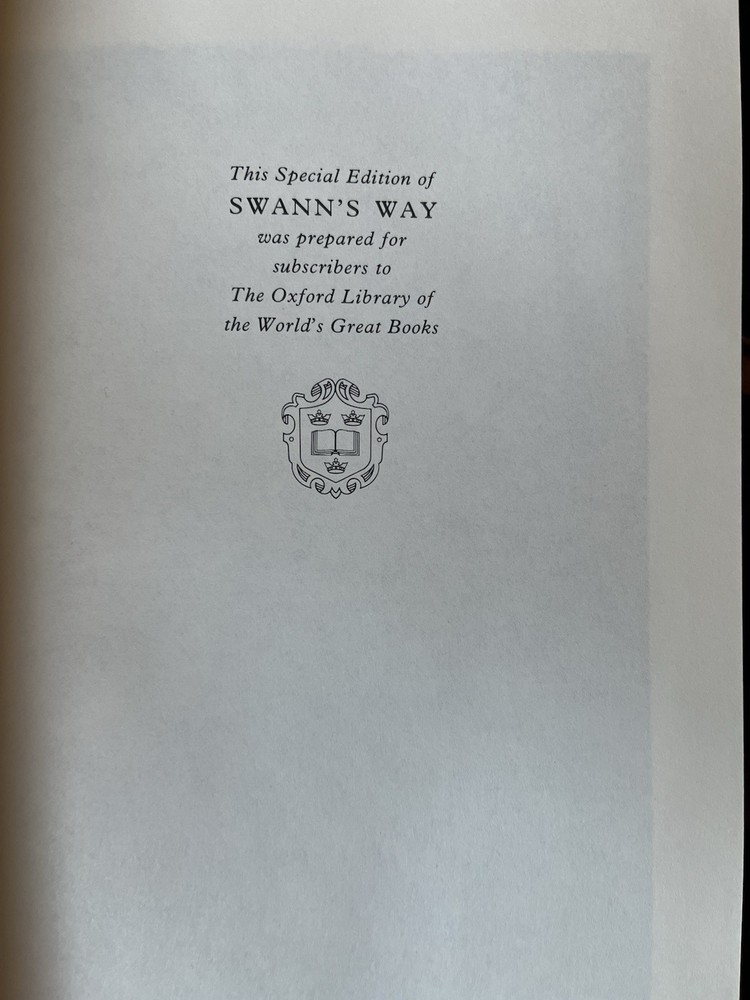 This Special Edition of
SWANN'S WAY
was prepared for
subscribers to
The Oxford Library of
the World's Great Books